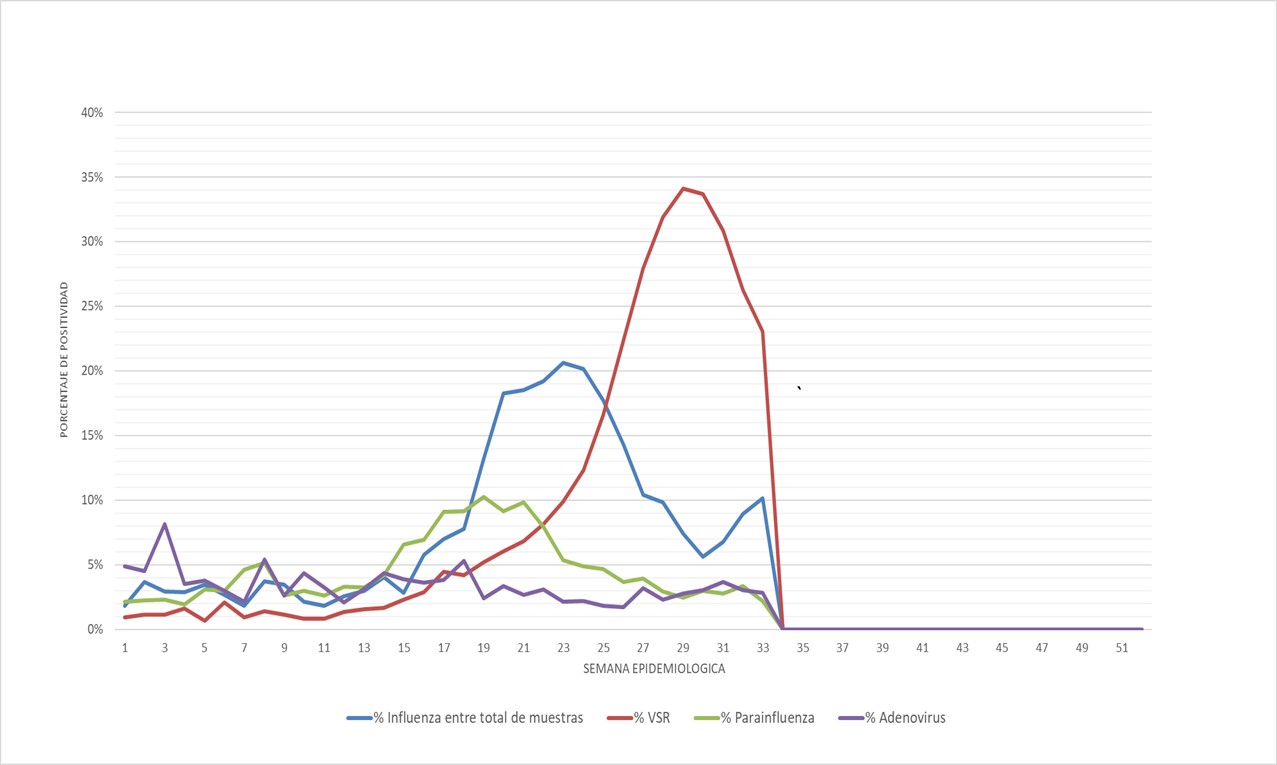 40%
35%
30%
25%
20%
15%
10%
5%
0%
PORCENTAJE DE POSITIVIDAD
`
1 3 5 7 9 11 13 15 17 19 21 23 25 27 29 31 33 35 37 39 41 43 45 47 49 51
SEMANA EPIDEMIOLOGICA
% Influenza entre total de muestras % VSR % Parainfluenza % Adenovirus